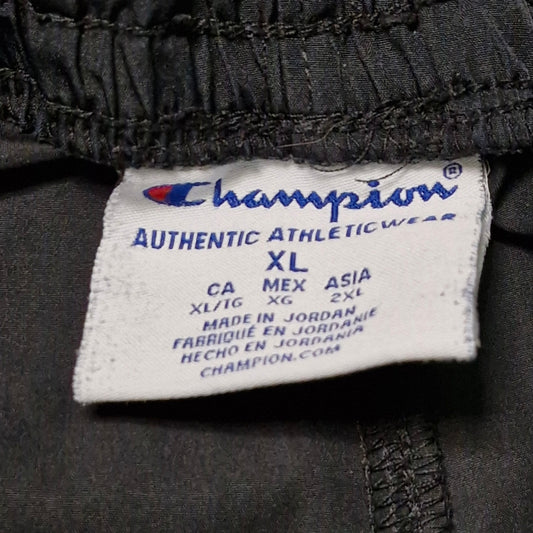 Champion®
AUTHENTIC ATHLETICWEAR
XL
CA MEX ASIA
XL/TG XG 2XL
MADE IN JORDAN
FABRIQUÉ EN JORDANIE
HECHO EN JORDANIA
CHAMPION.COM